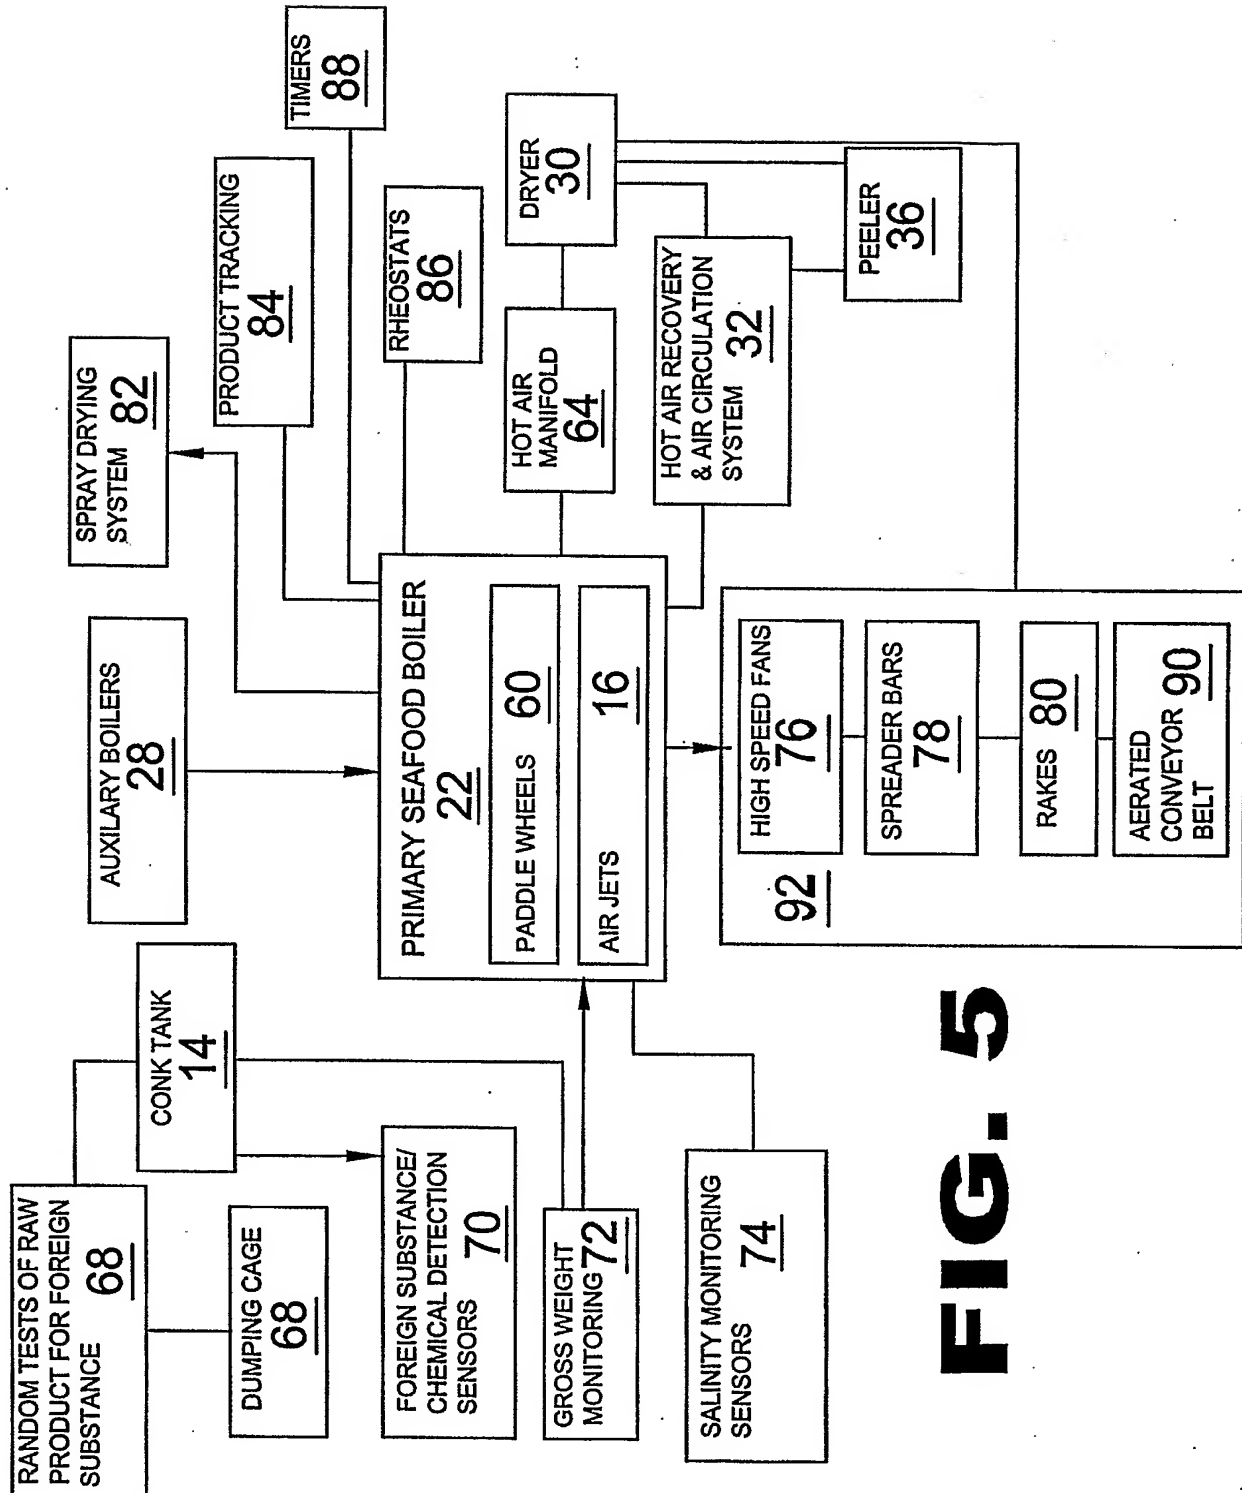 RANDOM TESTS OF RAW
PRODUCT FOR FOREIGN
SUBSTANCE
68
DUMPING CAGE
68
CONK TANK
14
FOREIGN SUBSTANCE/
CHEMICAL DETECTION
SENSORS
70
GROSS WEIGHT
MONITORING 72
SALINITY MONITORING
SENSORS
74
AUXILARY BOILERS
28
SPRAY DRYING
SYSTEM 82
PRODUCT TRACKING
84
TIMERS
88
PRIMARY SEAFOOD BOILER
22
PADDLE WHEELS 60
AIR JETS 16
RHEOSTATS
86
HOT AIR
MANIFOLD
64
DRYER
30
HOT AIR RECOVERY
& AIR CIRCULATION
SYSTEM 32
PEELER
36
92
HIGH SPEED FANS
76
SPREADER BARS
78
RAKES 80
AERATED
CONVEYOR 90
BELT
FIG. 5